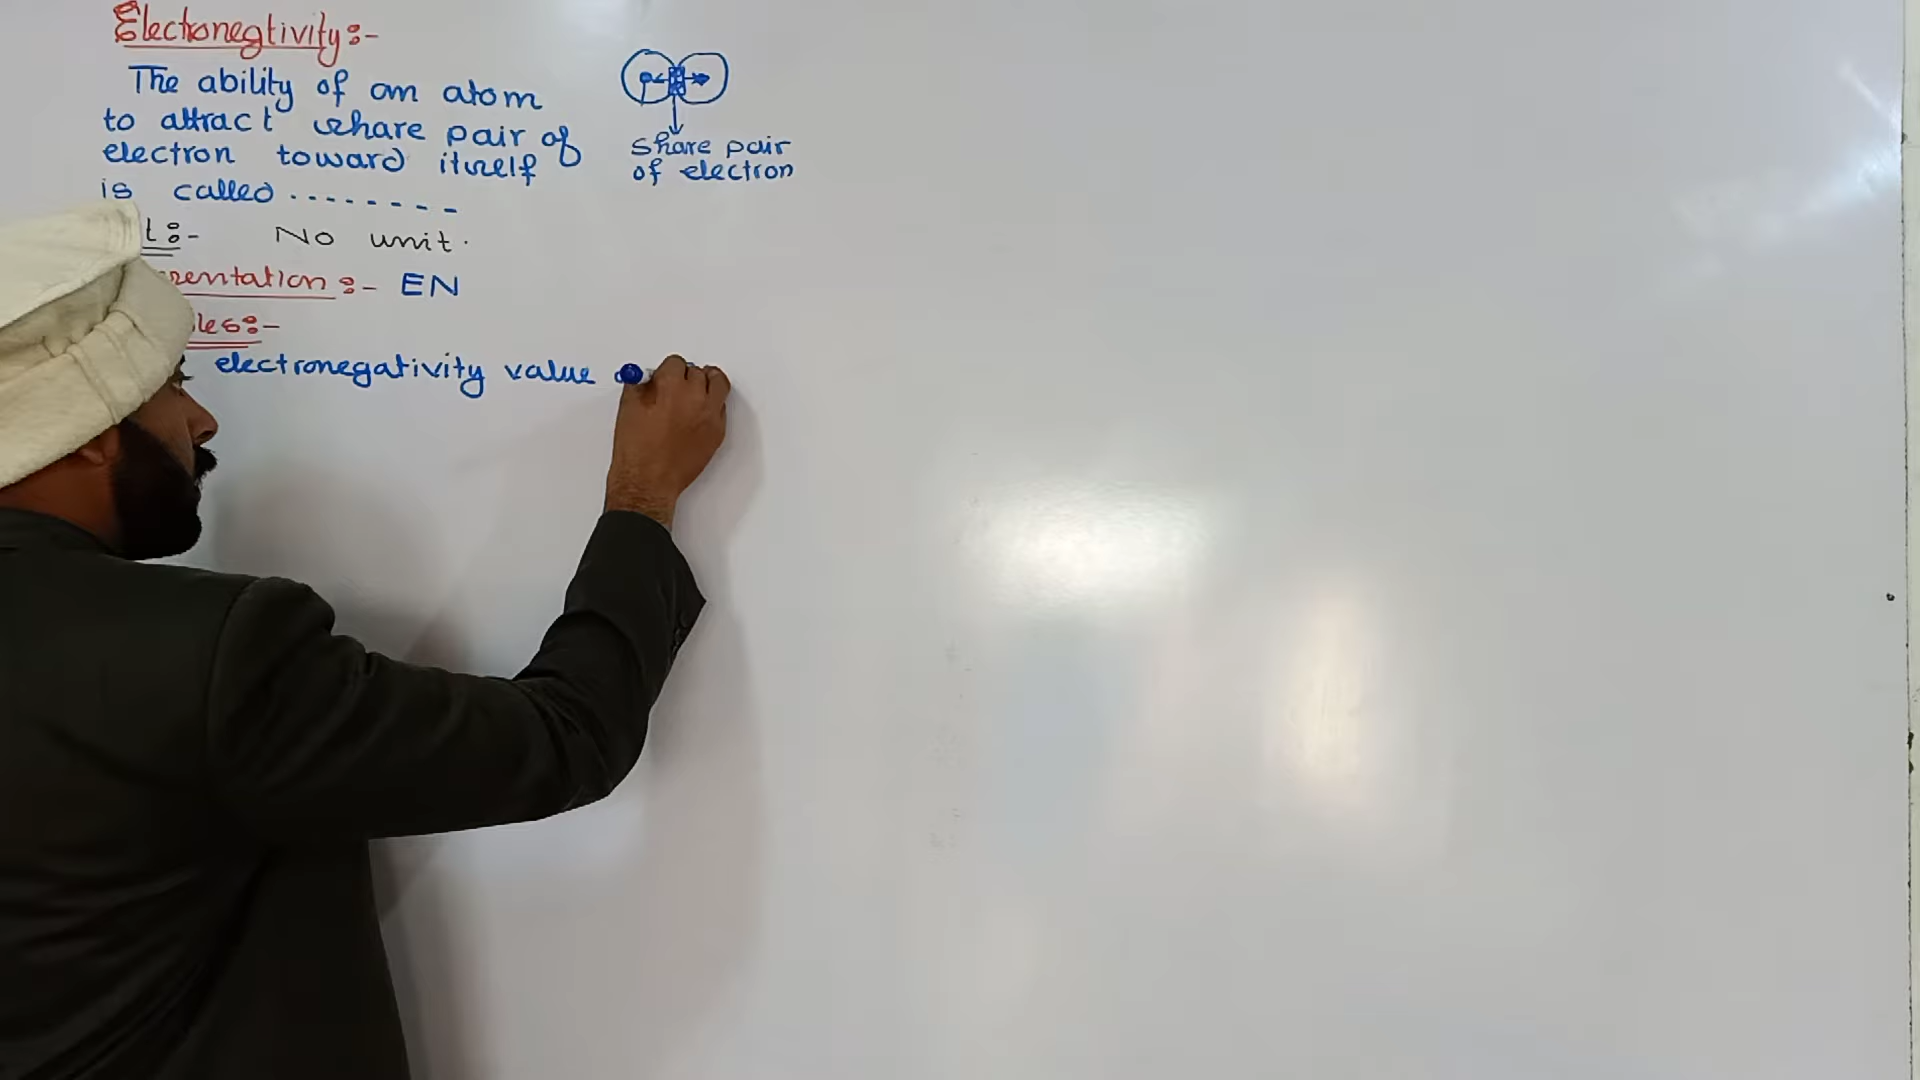 Electronegtivity:-
The ability of an atom
to attract share pair of
electron toward itself
is called --------
No unit.
EN
electronegativity value
share pair
of electron